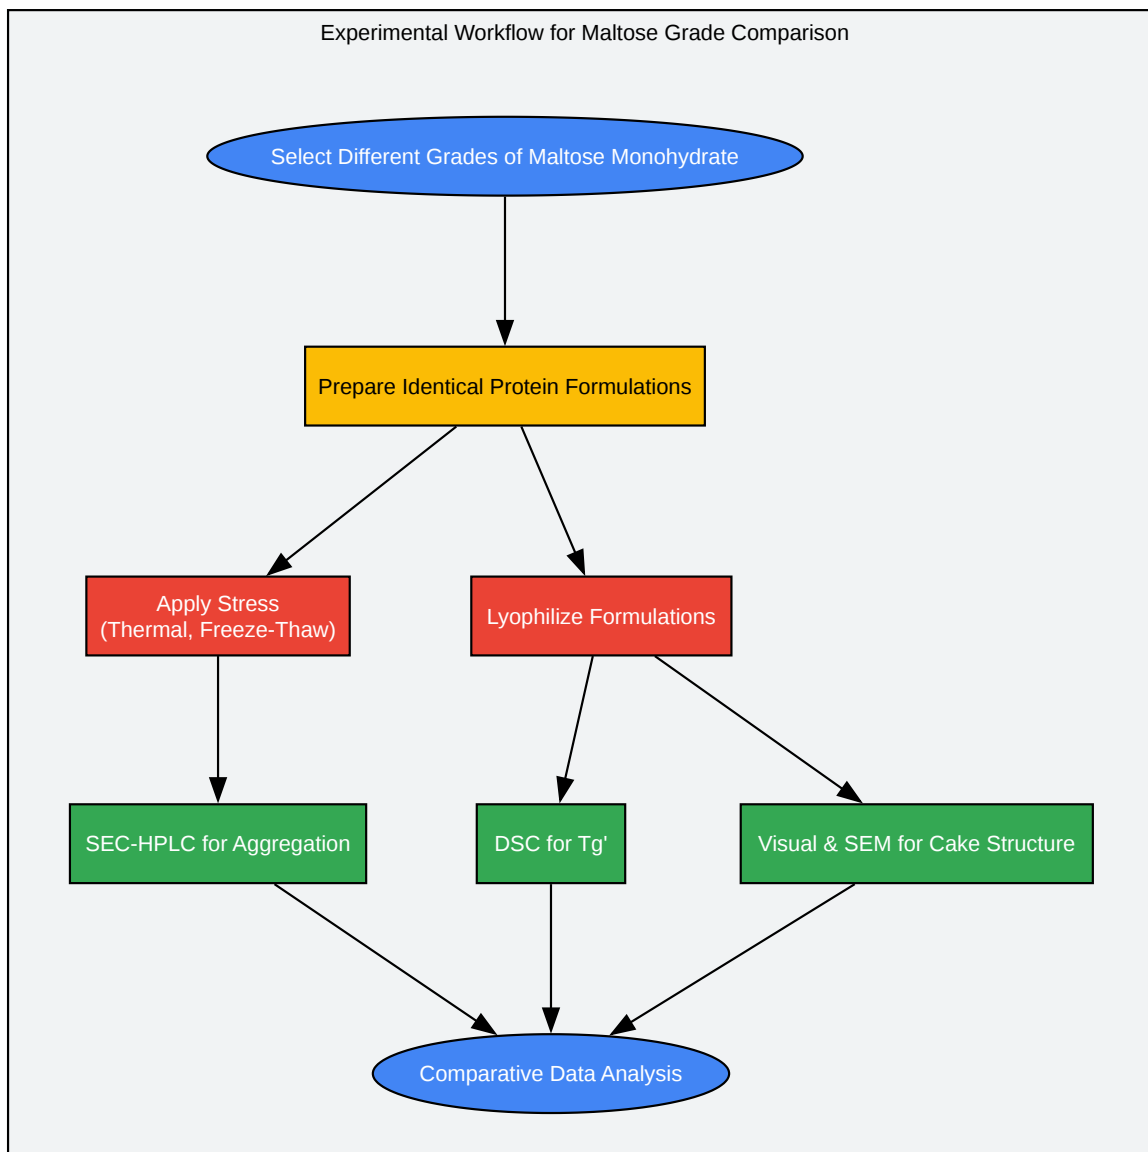 Experimental Workflow for Maltose Grade Comparison
Select Different Grades of Maltose Monohydrate
Prepare Identical Protein Formulations
Apply Stress
(Thermal, Freeze-Thaw)
Lyophilize Formulations
SEC-HPLC for Aggregation
DSC for Tg'
Visual & SEM for Cake Structure
Comparative Data Analysis